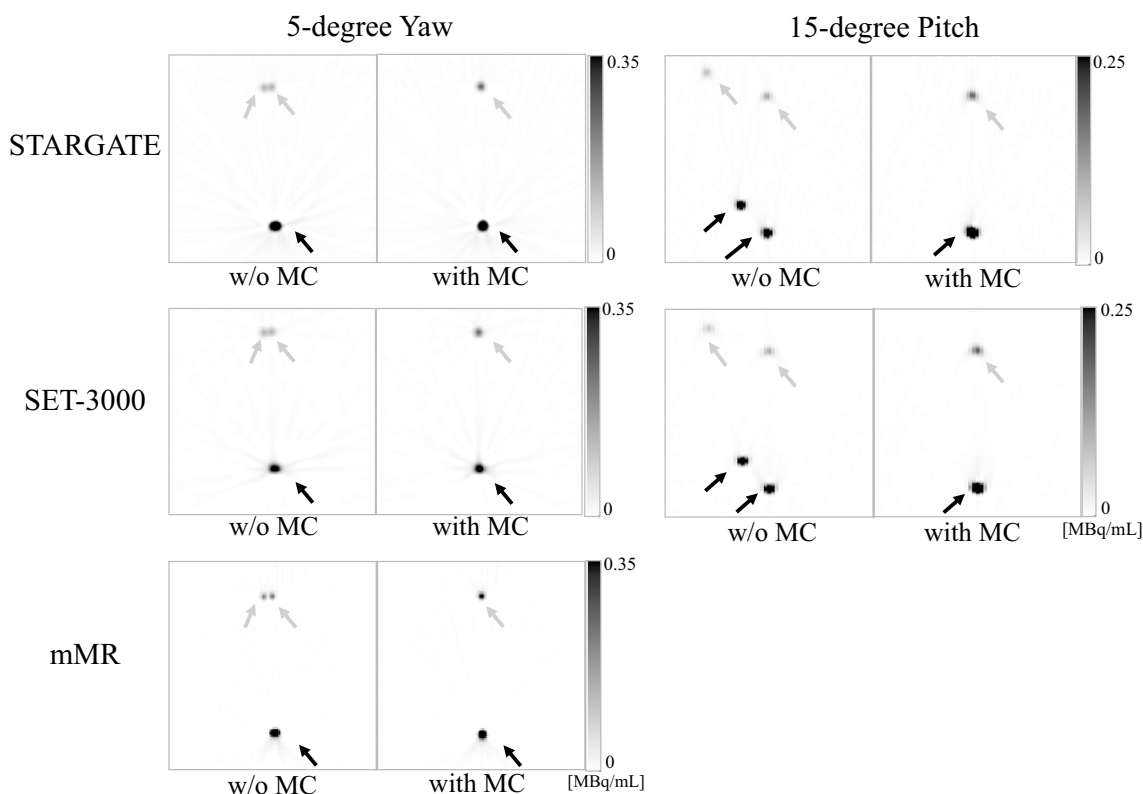 5-degree Yaw
15-degree Pitch
STARGATE
0.35
0
0.25
0
w/o MC
with MC
w/o MC
with MC
SET-3000
0.35
0
0.25
0
[MBq/mL]
w/o MC
with MC
w/o MC
with MC
mMR
0.35
0
[MBq/mL]
w/o MC
with MC